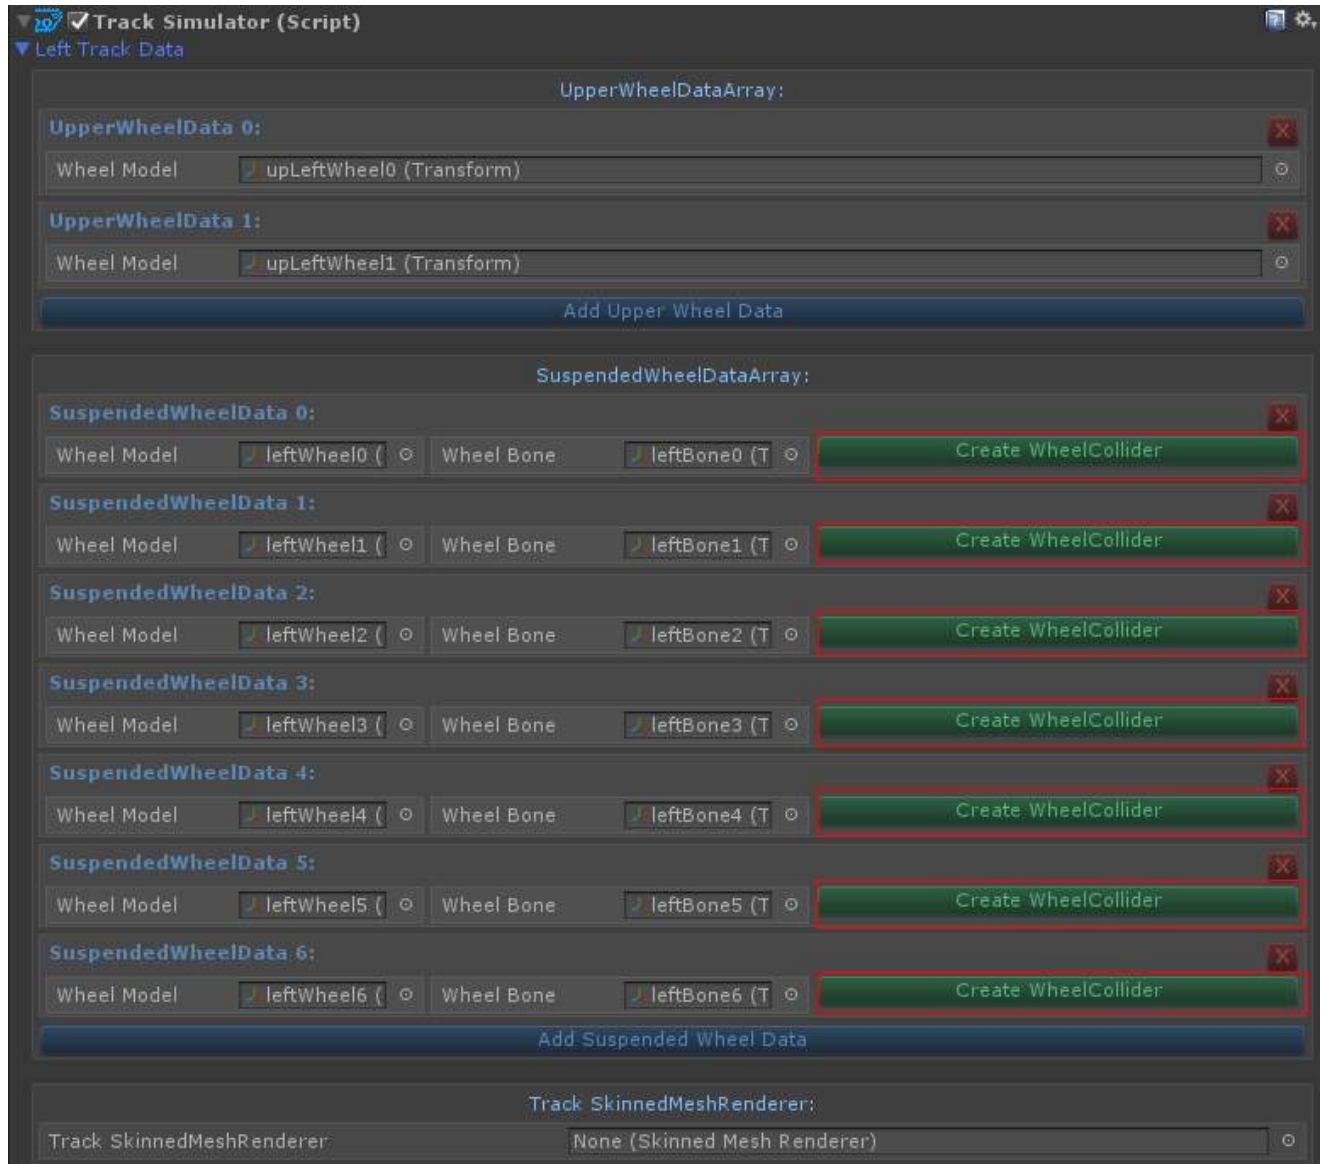 Track Simulator (Script)
Left Track Data
UpperWheelDataArray:
UpperWheelData 0:
X
Wheel Model upLeftWheel0 (Transform)
UpperWheelData 1:
X
Wheel Model upLeftWheel1 (Transform)
Add Upper Wheel Data
SuspendedWheelDataArray:
SuspendedWheelData 0:
X
Wheel Model leftWheel0 ( Wheel Bone leftBone0 (T Create WheelCollider
SuspendedWheelData 1:
X
Wheel Model leftWheel1 ( Wheel Bone leftBone1 (T Create WheelCollider
SuspendedWheelData 2:
X
Wheel Model leftWheel2 ( Wheel Bone leftBone2 (T Create WheelCollider
SuspendedWheelData 3:
X
Wheel Model leftWheel3 ( Wheel Bone leftBone3 (T Create WheelCollider
SuspendedWheelData 4:
X
Wheel Model leftWheel4 ( Wheel Bone leftBone4 (T Create WheelCollider
SuspendedWheelData 5:
X
Wheel Model leftWheel5 ( Wheel Bone leftBone5 (T Create WheelCollider
SuspendedWheelData 6:
X
Wheel Model leftWheel6 ( Wheel Bone leftBone6 (T Create WheelCollider
Add Suspended Wheel Data
Track SkinnedMeshRenderer:
Track SkinnedMeshRenderer None (Skinned Mesh Renderer)